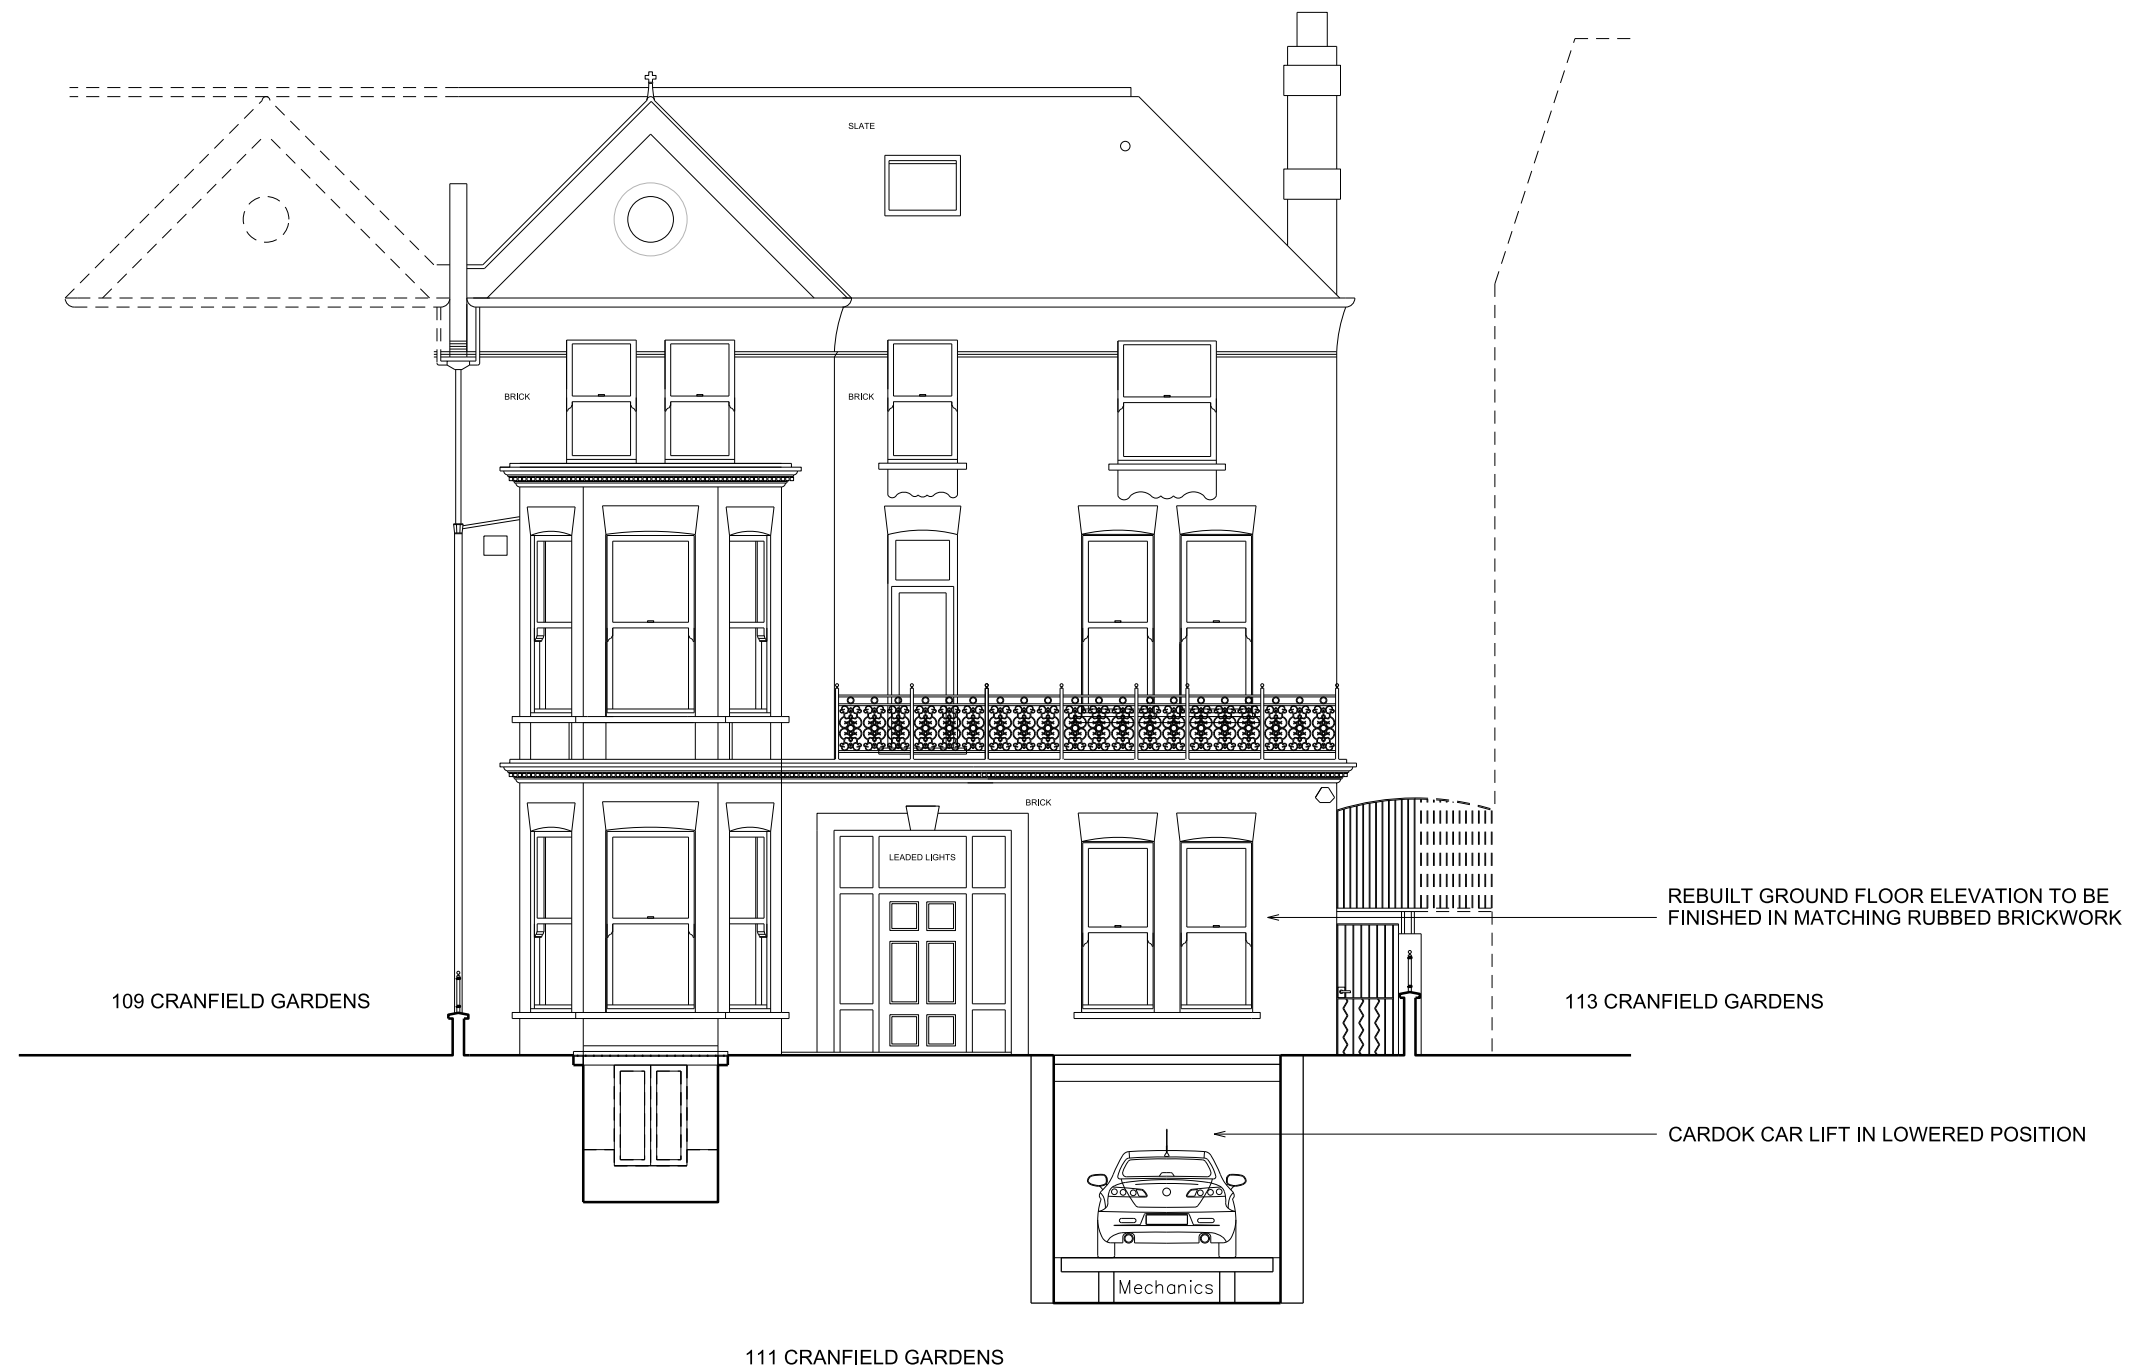 SLATE
BRICK
BRICK
BRICK
LEADED LIGHTS
REBUILT GROUND FLOOR ELEVATION TO BE
FINISHED IN MATCHING RUBBED BRICKWORK
109 CRANFIELD GARDENS
113 CRANFIELD GARDENS
CARDOK CAR LIFT IN LOWERED POSITION
Mechanics
111 CRANFIELD GARDENS